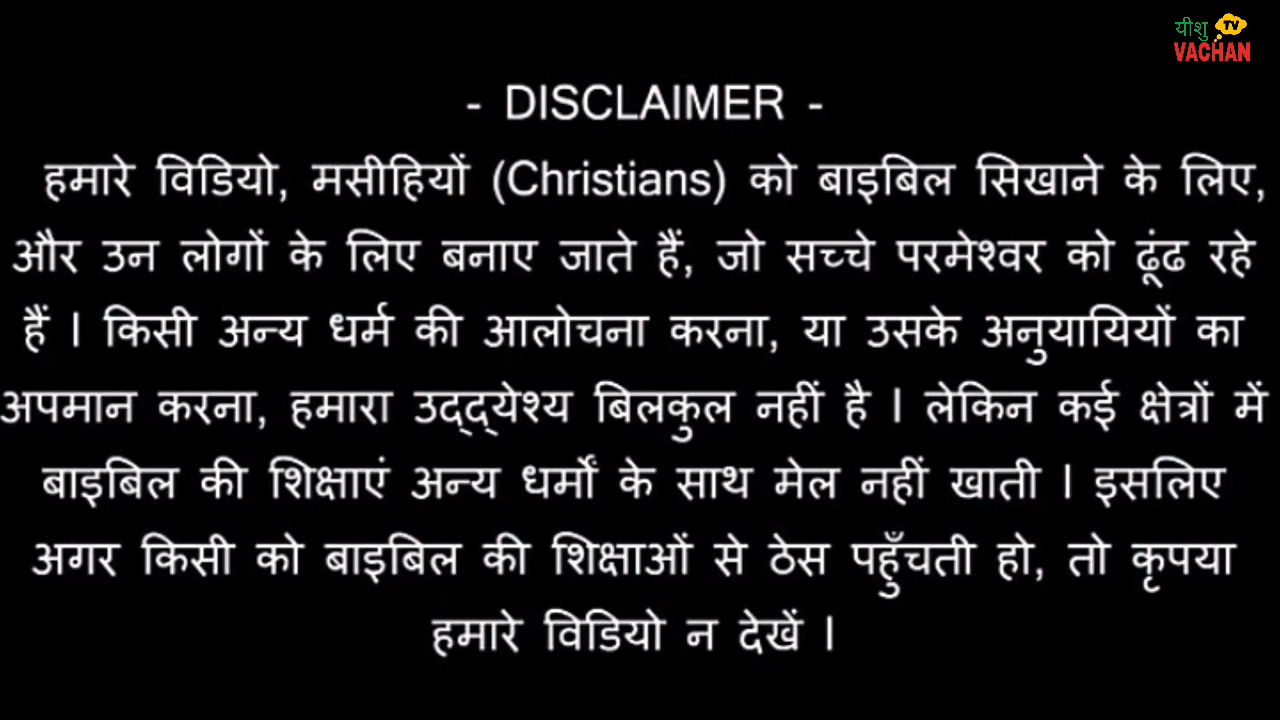 यीशु TV
VACHAN
- DISCLAIMER -
हमारे विडियो, मसीहियों (Christians) को बाइबिल सिखाने के लिए,
और उन लोगों के लिए बनाए जाते हैं, जो सच्चे परमेश्वर को ढूंढ रहे
हैं । किसी अन्य धर्म की आलोचना करना, या उसके अनुयायियों का
अपमान करना, हमारा उद्द्येश्य बिलकुल नहीं है । लेकिन कई क्षेत्रों में
बाइबिल की शिक्षाएं अन्य धर्मों के साथ मेल नहीं खाती । इसलिए
अगर किसी को बाइबिल की शिक्षाओं से ठेस पहुँचती हो, तो कृपया
हमारे विडियो न देखें ।